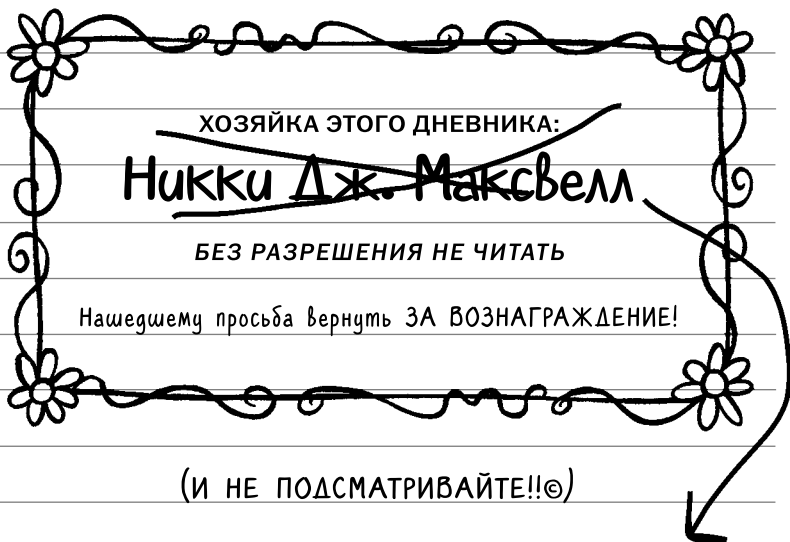 ХОЗЯЙКА ЭТОГО ДНЕВНИКА:
Никки Дж. Максвелл
БЕЗ РАЗРЕШЕНИЯ НЕ ЧИТАТЬ
Нашедшему просьба вернуть ЗА ВОЗНАГРАЖДЕНИЕ!
(И НЕ ПОДСМАТРИВАЙТЕ!!©)